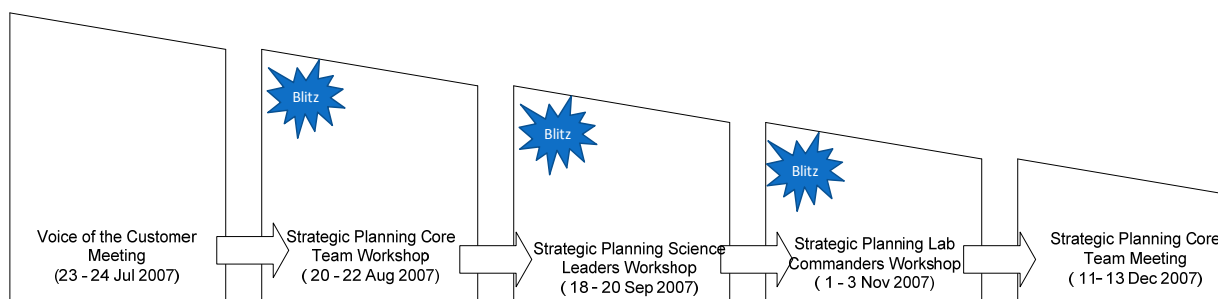 Blitz
Blitz
Blitz
Voice of the Customer
Meeting
(23 - 24 Jul 2007)
Strategic Planning Core
Team Workshop
( 20 - 22 Aug 2007)
Strategic Planning Science
Leaders Workshop
( 18 - 20 Sep 2007)
Strategic Planning Lab
Commanders Workshop
( 1 - 3 Nov 2007)
Strategic Planning Core
Team Meeting
( 11- 13 Dec 2007)